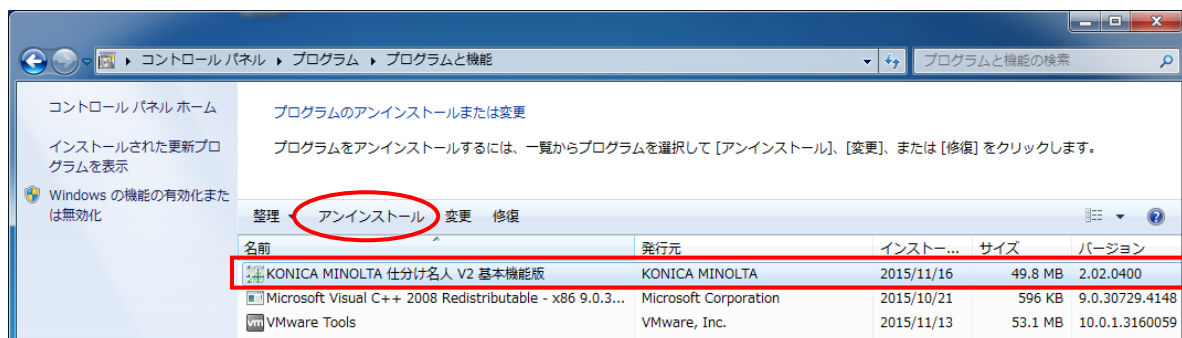 コントロール パネル ▸ プログラム ▸ プログラムと機能
プログラムと機能の検索
コントロール パネル ホーム
インストールされた更新プロ
グラムを表示
Windows の機能の有効化また
は無効化
プログラムのアンインストールまたは変更
プログラムをアンインストールするには、一覧からプログラムを選択して [アンインストール]、[変更]、または [修復] をクリックします。
整理 アンインストール 変更 修復
名前 発行元 インストー... サイズ バージョン
KONICA MINOLTA 仕分け名人 V2 基本機能版 KONICA MINOLTA 2015/11/16 49.8 MB 2.02.0400
Microsoft Visual C++ 2008 Redistributable - x86 9.0.3... Microsoft Corporation 2015/10/21 596 KB 9.0.30729.4148
vm VMware Tools VMware, Inc. 2015/11/13 53.1 MB 10.0.1.3160059